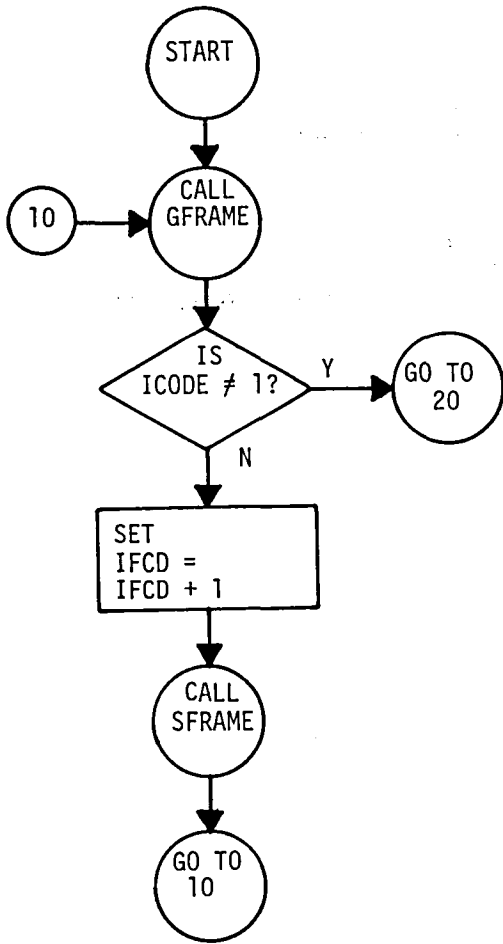 START
CALL
GFRAME
10
IS
ICODE ≠ 1?
Y
GO TO
20
N
SET
IFCD =
IFCD + 1
CALL
SFRAME
GO TO
10